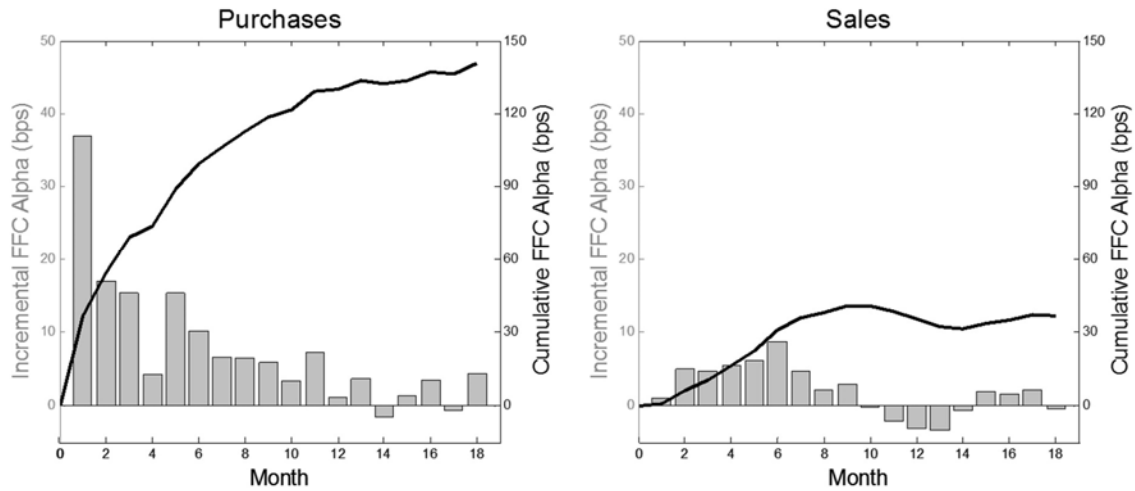 Purchases
50
40
30
20
10
0
Incremental FFC Alpha (bps)
150
120
90
60
30
0
Cumulative FFC Alpha (bps)
0 2 4 6 8 10 12 14 16 18
Month
Sales
50
40
30
20
10
0
Incremental FFC Alpha (bps)
150
120
90
60
30
0
Cumulative FFC Alpha (bps)
0 2 4 6 8 10 12 14 16 18
Month